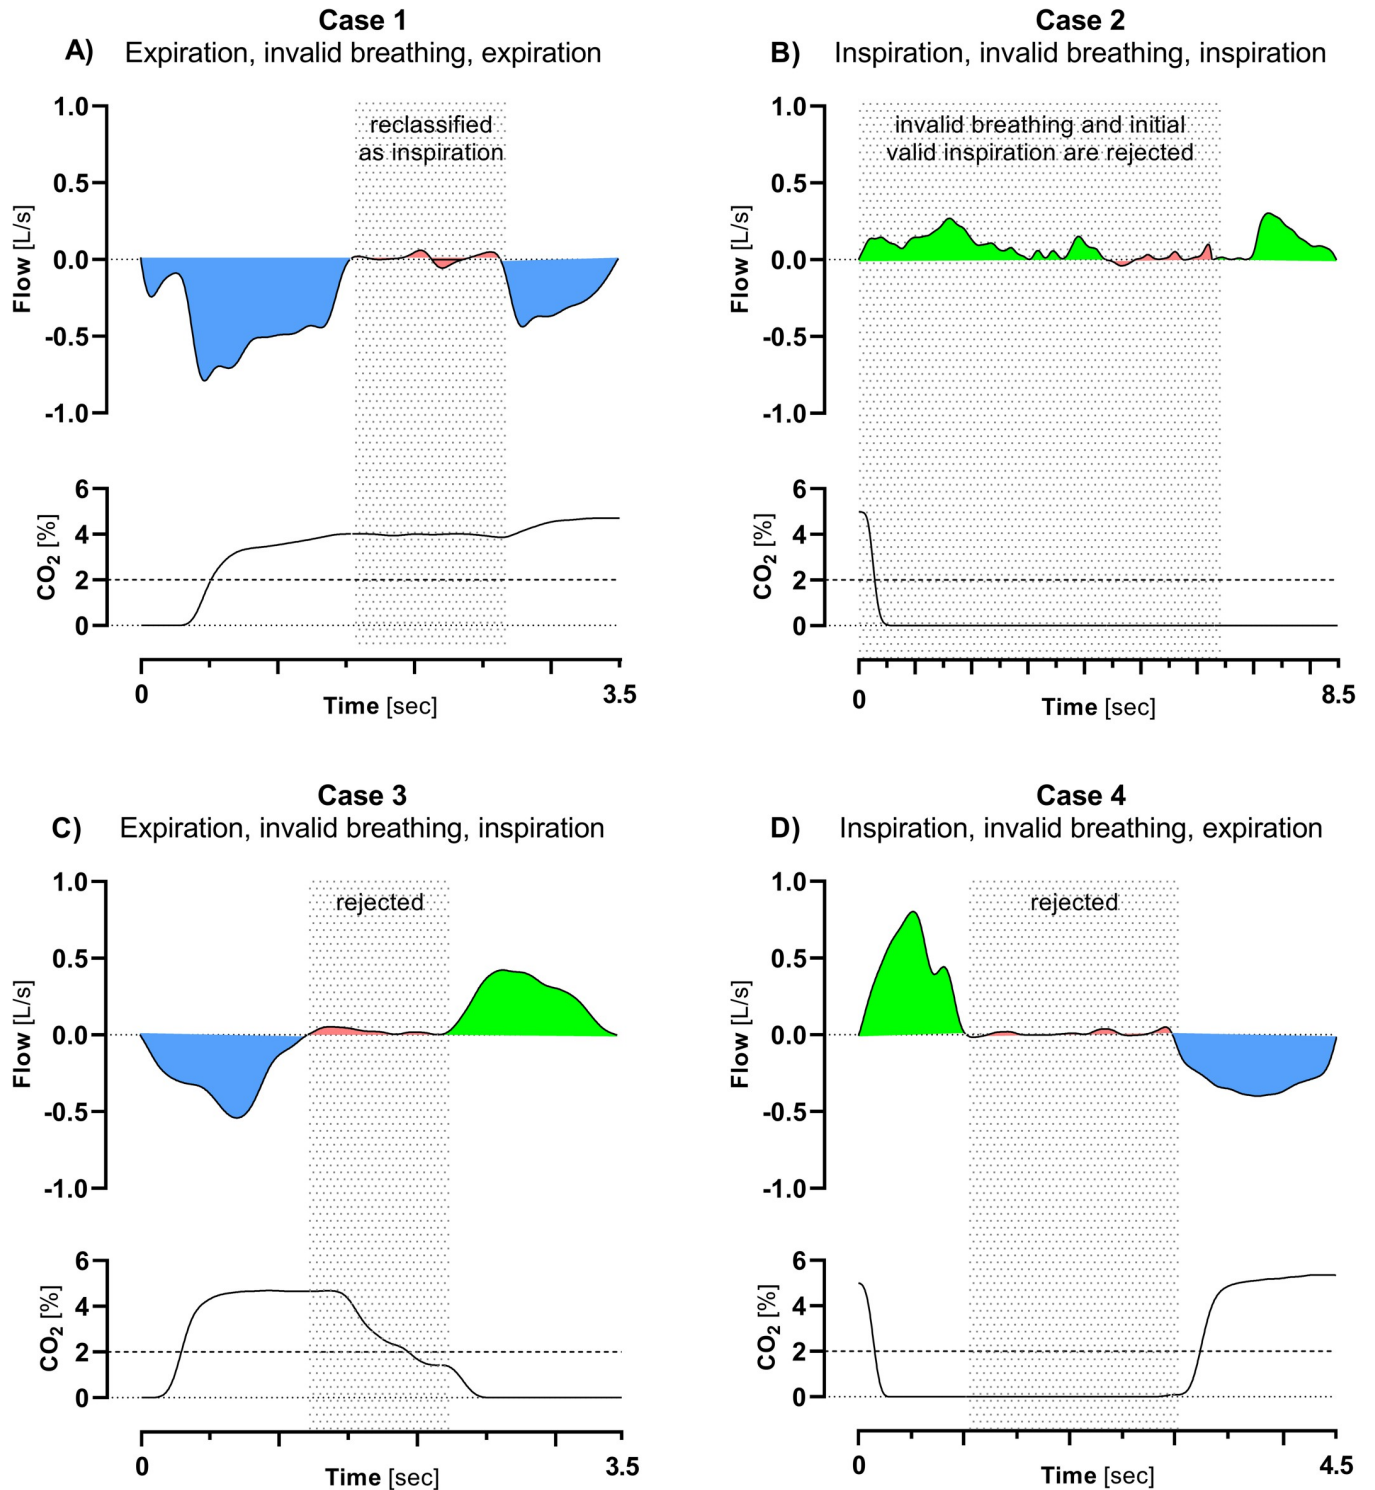 Case 1
A) Expiration, invalid breathing, expiration
1.0
reclassified
as inspiration
0.5
0.0
-0.5
-1.0
Flow [L/s]
6
4
2
0
CO2 [%]
0
3.5
Time [sec]
Case 2
B) Inspiration, invalid breathing, inspiration
1.0
invalid breathing and initial
valid inspiration are rejected
0.5
0.0
-0.5
-1.0
Flow [L/s]
6
4
2
0
CO2 [%]
0
8.5
Time [sec]
Case 3
C) Expiration, invalid breathing, inspiration
1.0
rejected
0.5
0.0
-0.5
-1.0
Flow [L/s]
6
4
2
0
CO2 [%]
0
3.5
Time [sec]
Case 4
D) Inspiration, invalid breathing, expiration
1.0
rejected
0.5
0.0
-0.5
-1.0
Flow [L/s]
6
4
2
0
CO2 [%]
0
4.5
Time [sec]